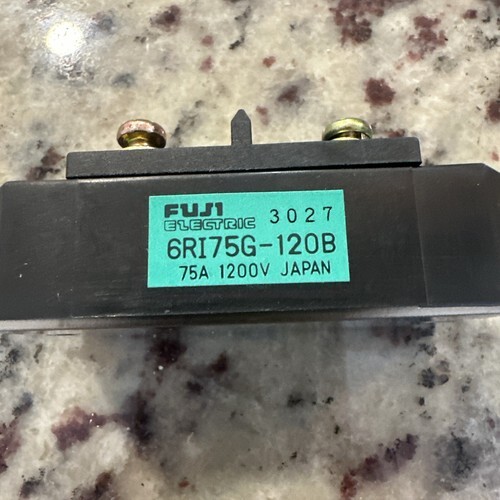 FUJI 3027
ELECTRIC
6RI75G-120B
75A 1200V JAPAN